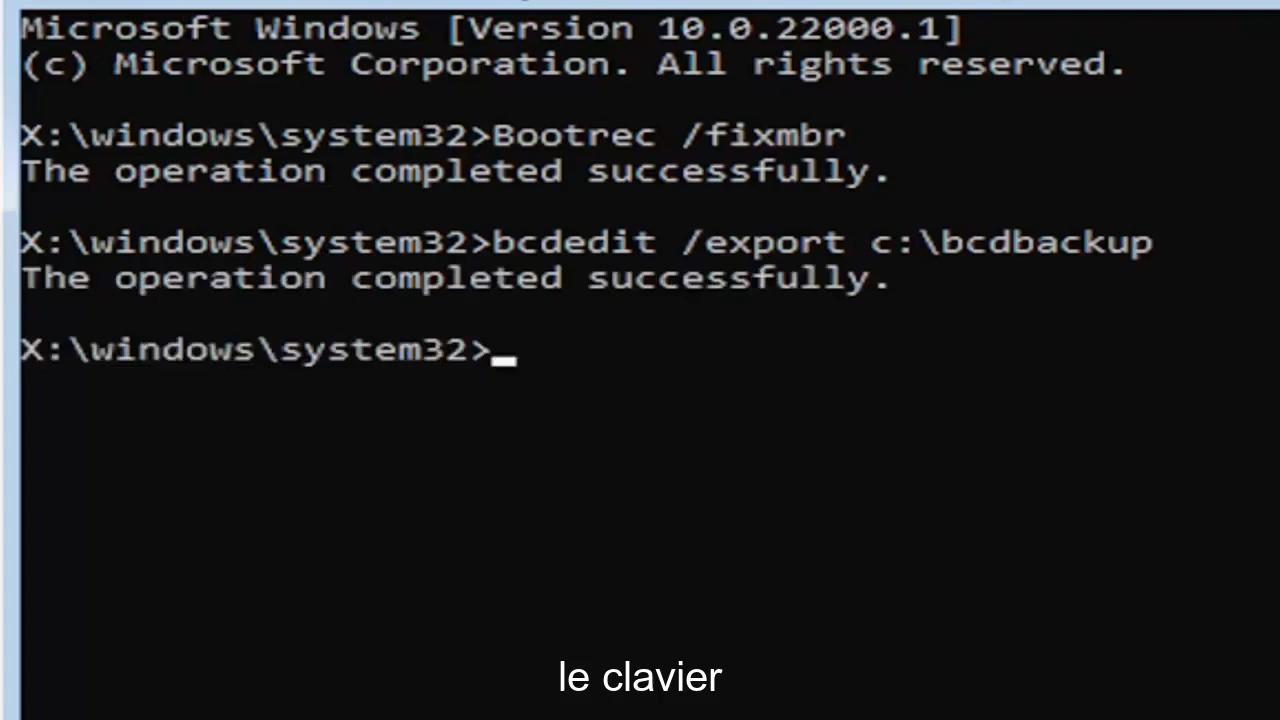 Microsoft Windows [Version 10.0.22000.1]
(c) Microsoft Corporation. All rights reserved.
X:\windows\system32>Bootrec /fixmbr
The operation completed successfully.
X:\windows\system32>bcdedit /export c:\bcdbackup
The operation completed successfully.
X:\windows\system32>
le clavier